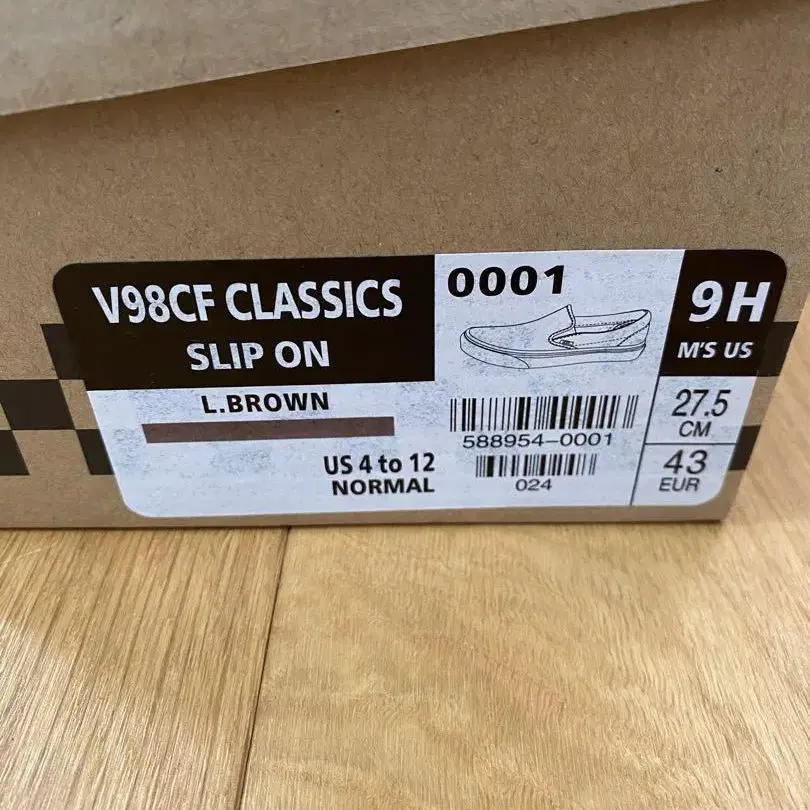 V98CF CLASSICS
SLIP ON
L.BROWN
US 4 to 12
NORMAL
0001
588954-0001
024
9H
M'S US
27.5
CM
43
EUR